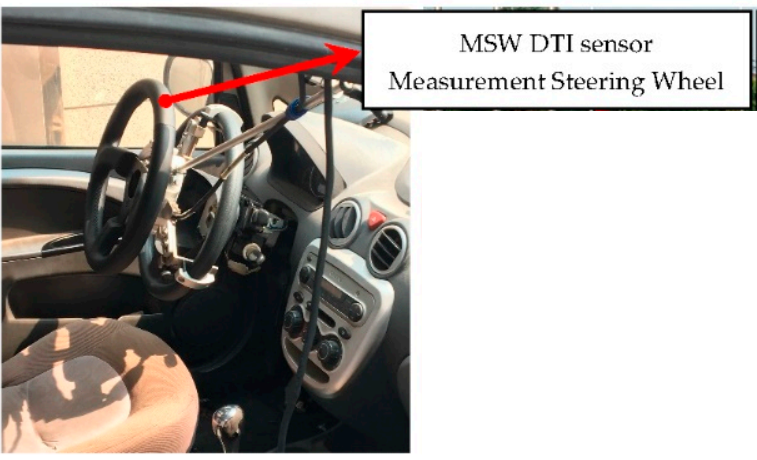 MSW DTI sensor
Measurement Steering Wheel